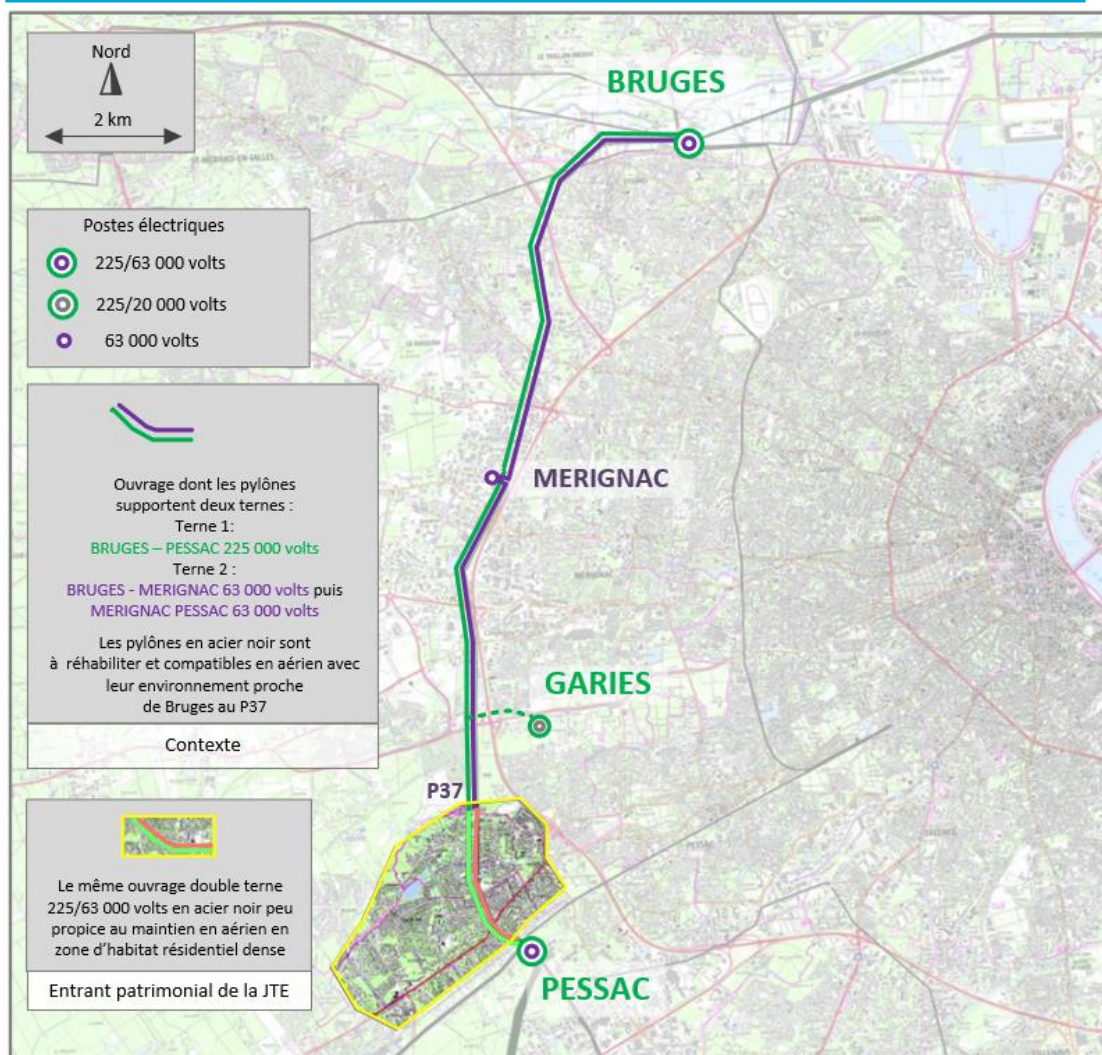 Nord
2 km
Postes électriques
225/63 000 volts
225/20 000 volts
63 000 volts
Ouvrage dont les pylônes
supportent deux ternes :
Terne 1:
BRUGES – PESSAC 225 000 volts
Terne 2 :
BRUGES - MERIGNAC 63 000 volts puis
MERIGNAC PESSAC 63 000 volts
Les pylônes en acier noir sont
à réhabiliter et compatibles en aérien avec
leur environnement proche
de Bruges au P37
Contexte
Le même ouvrage double terne
225/63 000 volts en acier noir peu
propice au maintien en aérien en
zone d’habitat résidentiel dense
Entrant patrimonial de la JTE
BRUGES
MERIGNAC
GARIES
P37
PESSAC